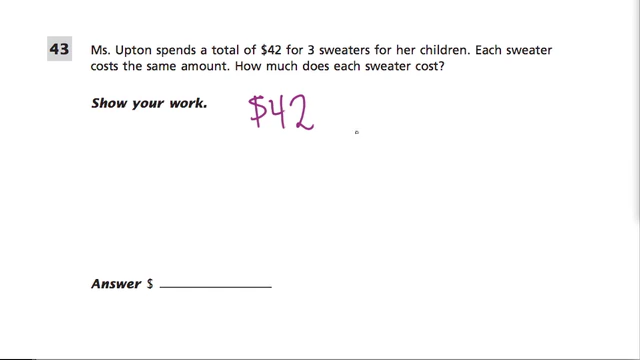 43 Ms. Upton spends a total of $42 for 3 sweaters for her children. Each sweater
costs the same amount. How much does each sweater cost?
Show your work. $42
Answer $